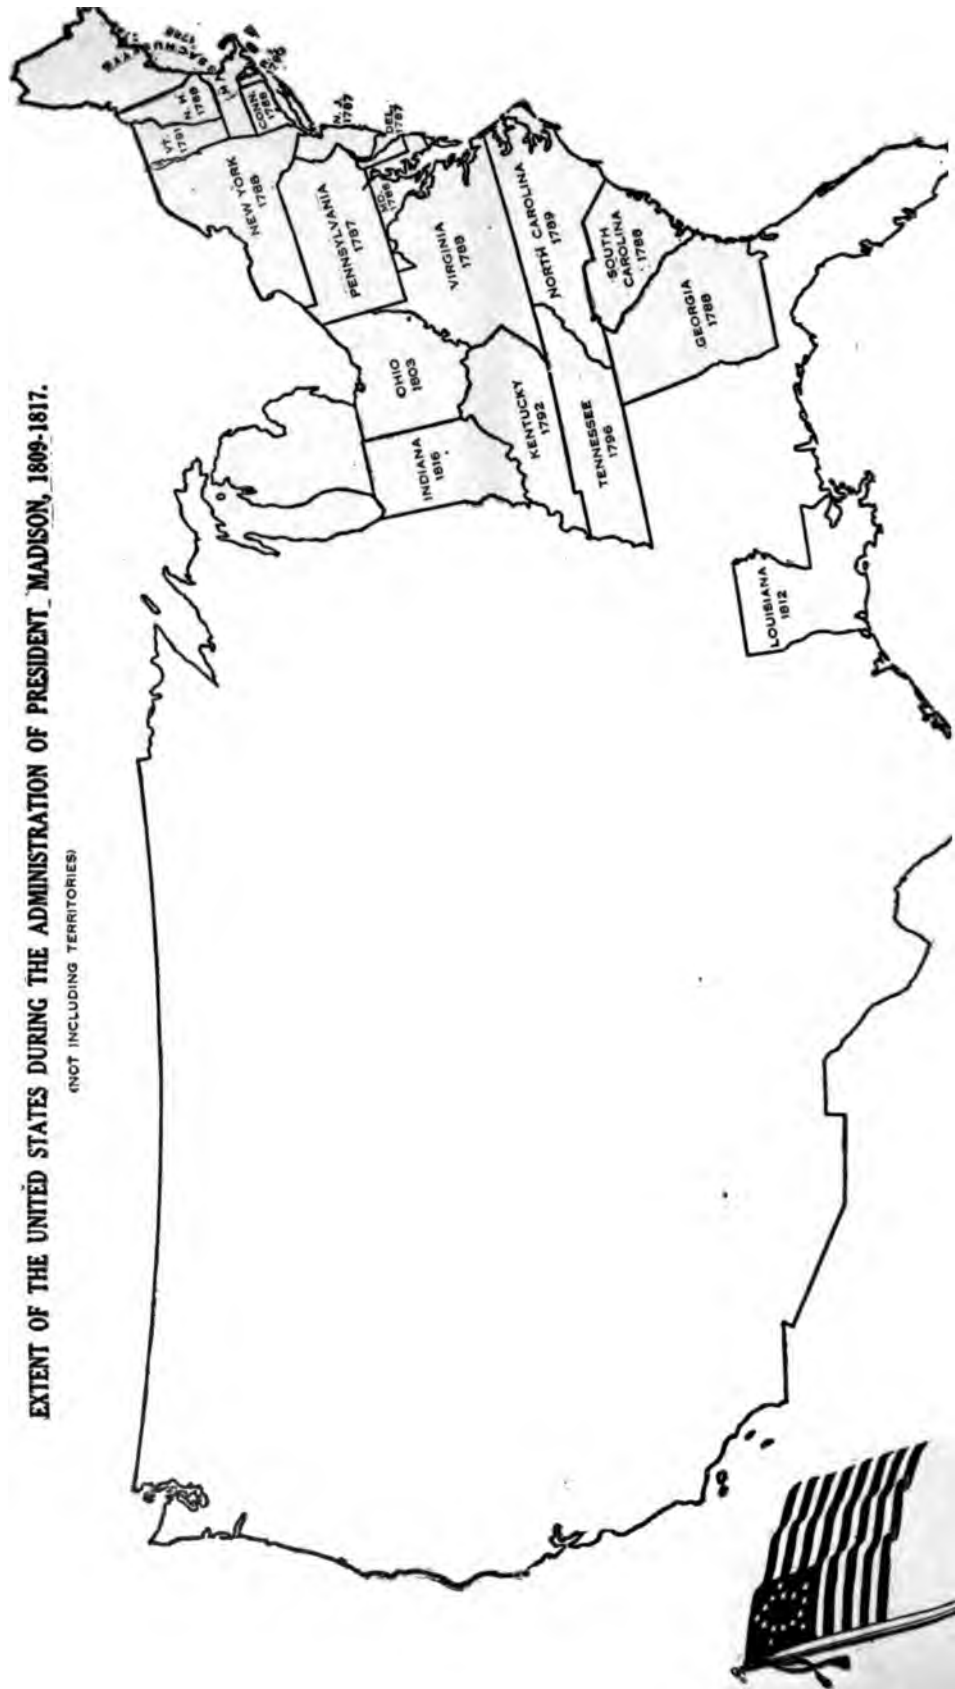 EXTENT OF THE UNITED STATES DURING THE ADMINISTRATION OF PRESIDENT MADISON, 1809-1817.
(NOT INCLUDING TERRITORIES)
MASSACHUSETTS
1788
N. H.
1788
VT.
1791
CONN.
1788
NEW YORK
1788
N. J.
1787
PENNSYLVANIA
1787
DEL.
1787
MD.
1788
VIRGINIA
1788
OHIO
1803
INDIANA
1816
KENTUCKY
1792
NORTH CAROLINA
1789
TENNESSEE
1796
SOUTH
CAROLINA
1788
GEORGIA
1788
LOUISIANA
1812